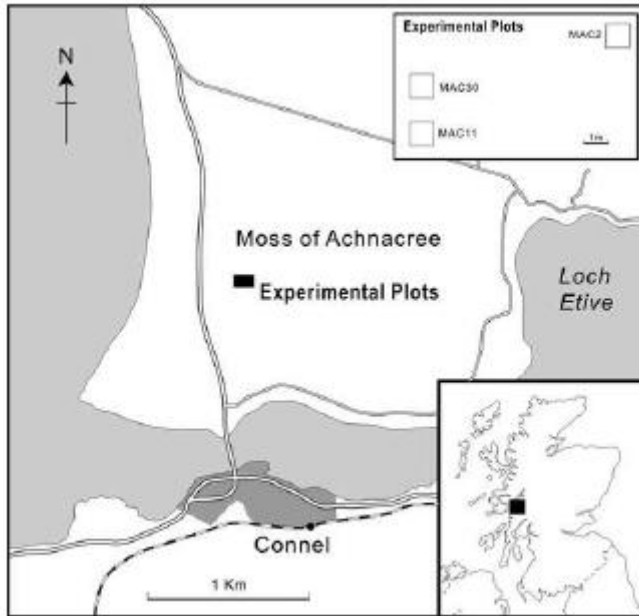 N
Experimental Plots
MAC2
MAC30
MAC11
1m
Moss of Achnacree
Experimental Plots
Loch
Etive
Connel
1 Km